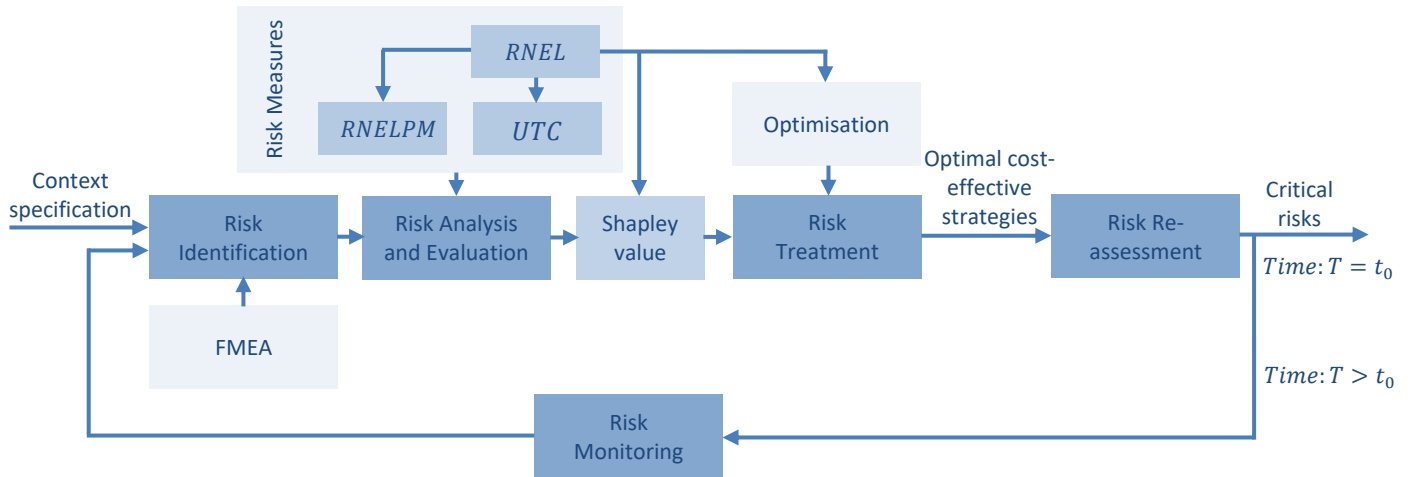 Risk Measures
RNEL
RNELPM
UTC
Optimisation
Context
specification
Risk
Identification
Risk Analysis
and Evaluation
Shapley
value
Risk
Treatment
Optimal cost-
effective
strategies
Risk Re-
assessment
Critical
risks
Time: T = t₀
FMEA
Time: T > t₀
Risk
Monitoring